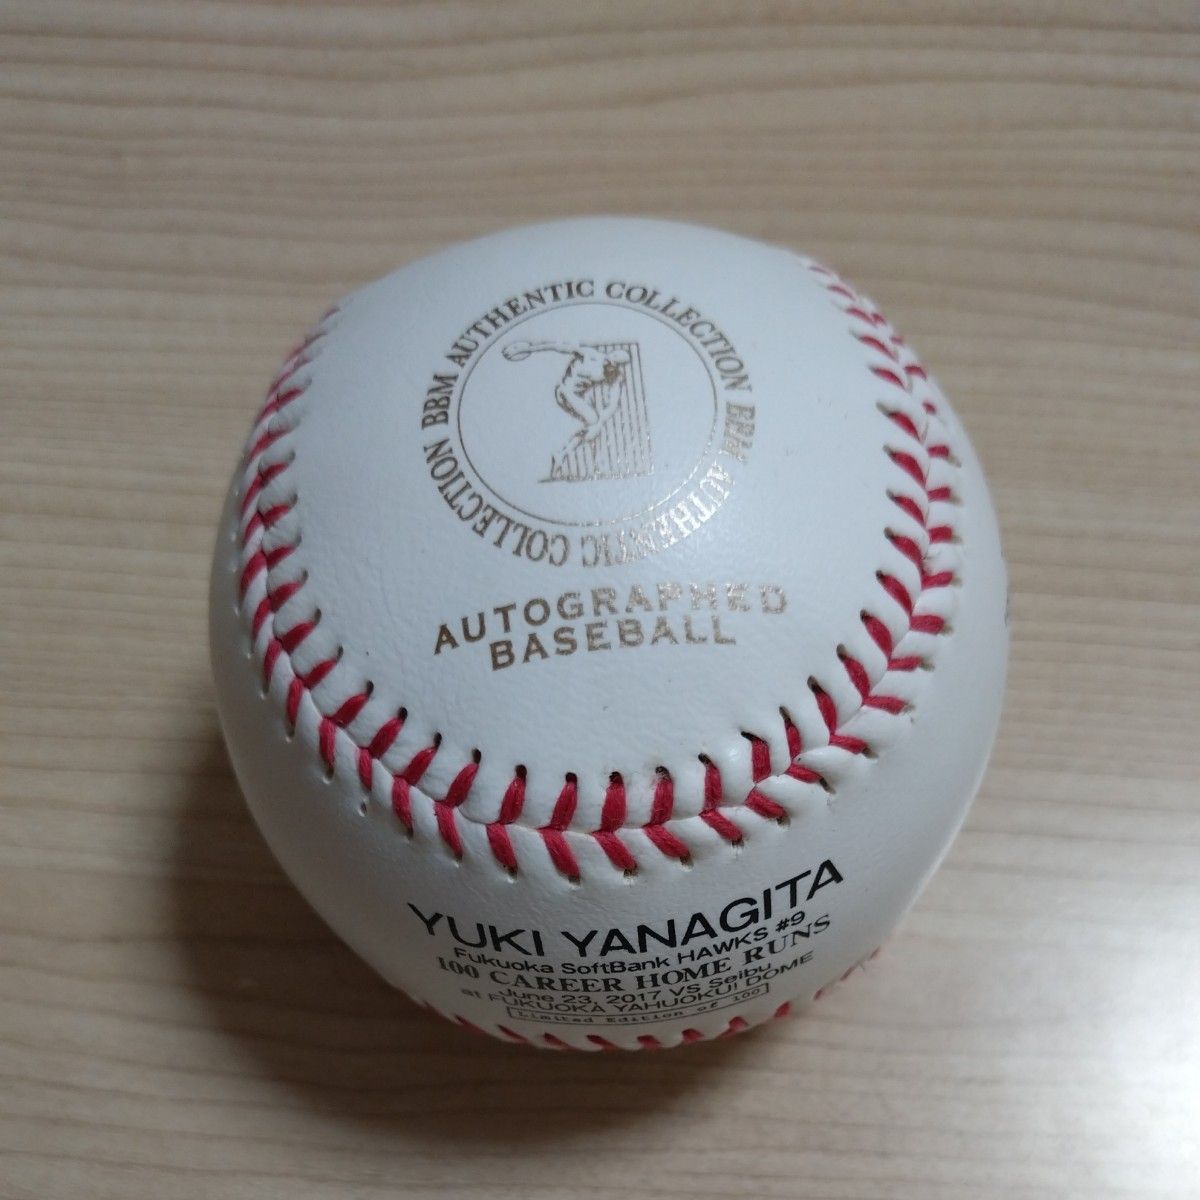 BBM AUTHENTIC COLLECTION BBM AUTHENTIC COLLECTION
AUTOGRAPHED
BASEBALL
YUKI YANAGITA
Fukuoka SoftBank HAWKS #9
100 CAREER HOME RUNS
June 23, 2017 VS Seibu
at FUKUOKA YAHUOKU! DOME
Limited Edition of 100